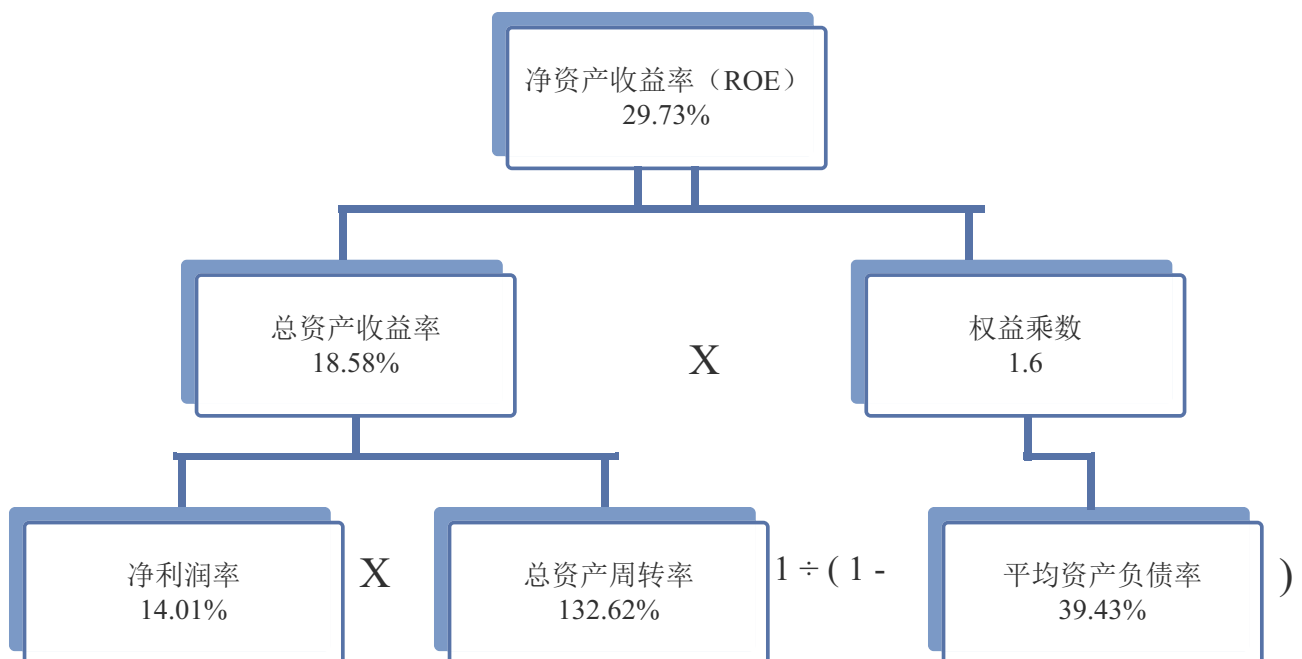 净资产收益率（ROE）
29.73%
总资产收益率
18.58%
X
权益乘数
1.6
净利润率
14.01%
X
总资产周转率
132.62%
1 ÷ ( 1 -
平均资产负债率
39.43%
)